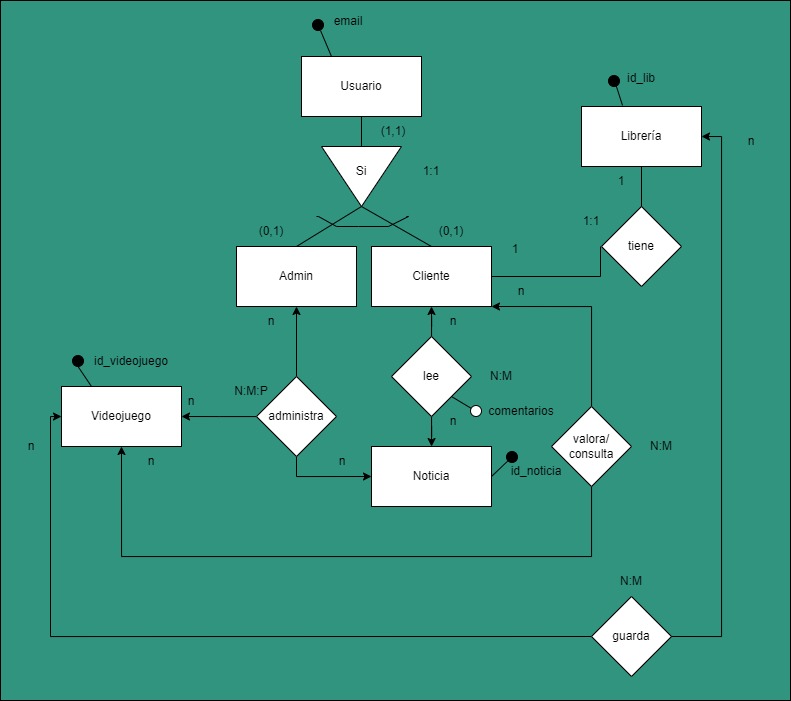 email
Usuario
id_lib
(1,1)
Librería
n
Si
1:1
1
(0,1)
(0,1)
1:1
tiene
1
Admin
Cliente
n
n
n
id_videojuego
N:M:P
lee
N:M
n
Videojuego
administra
comentarios
n
n
valora/
consulta
N:M
n
n
Noticia
id_noticia
N:M
guarda